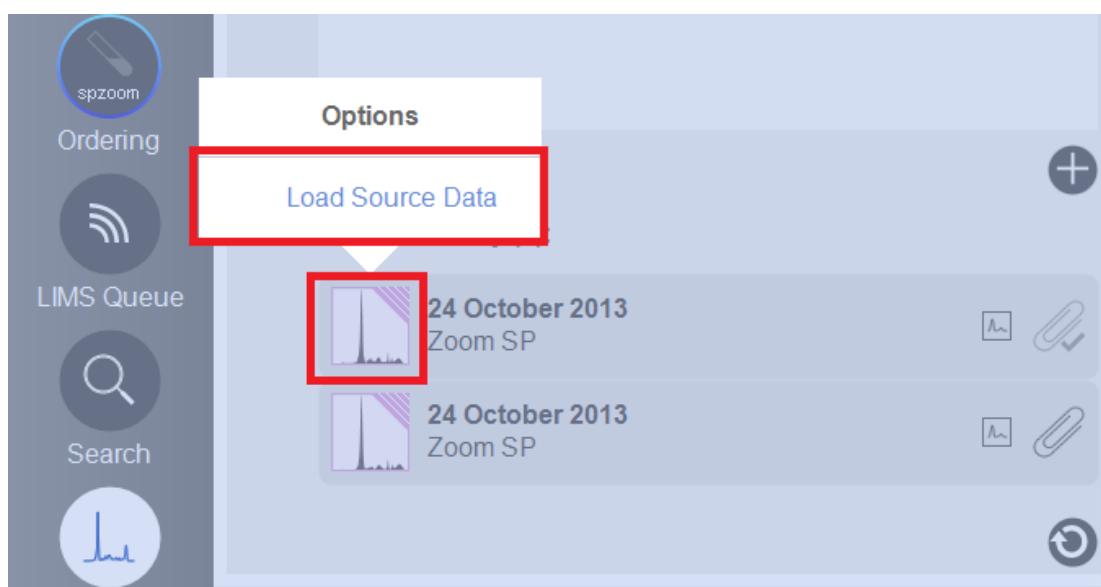 spzoom
Ordering
LIMS Queue
Search
Options
Load Source Data
24 October 2013
Zoom SP
24 October 2013
Zoom SP